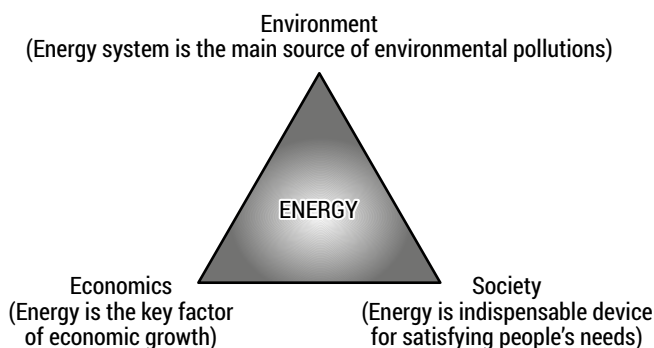 Environment
(Energy system is the main source of environmental pollutions)
ENERGY
Economics
(Energy is the key factor
of economic growth)
Society
(Energy is indispensable device
for satisfying people's needs)